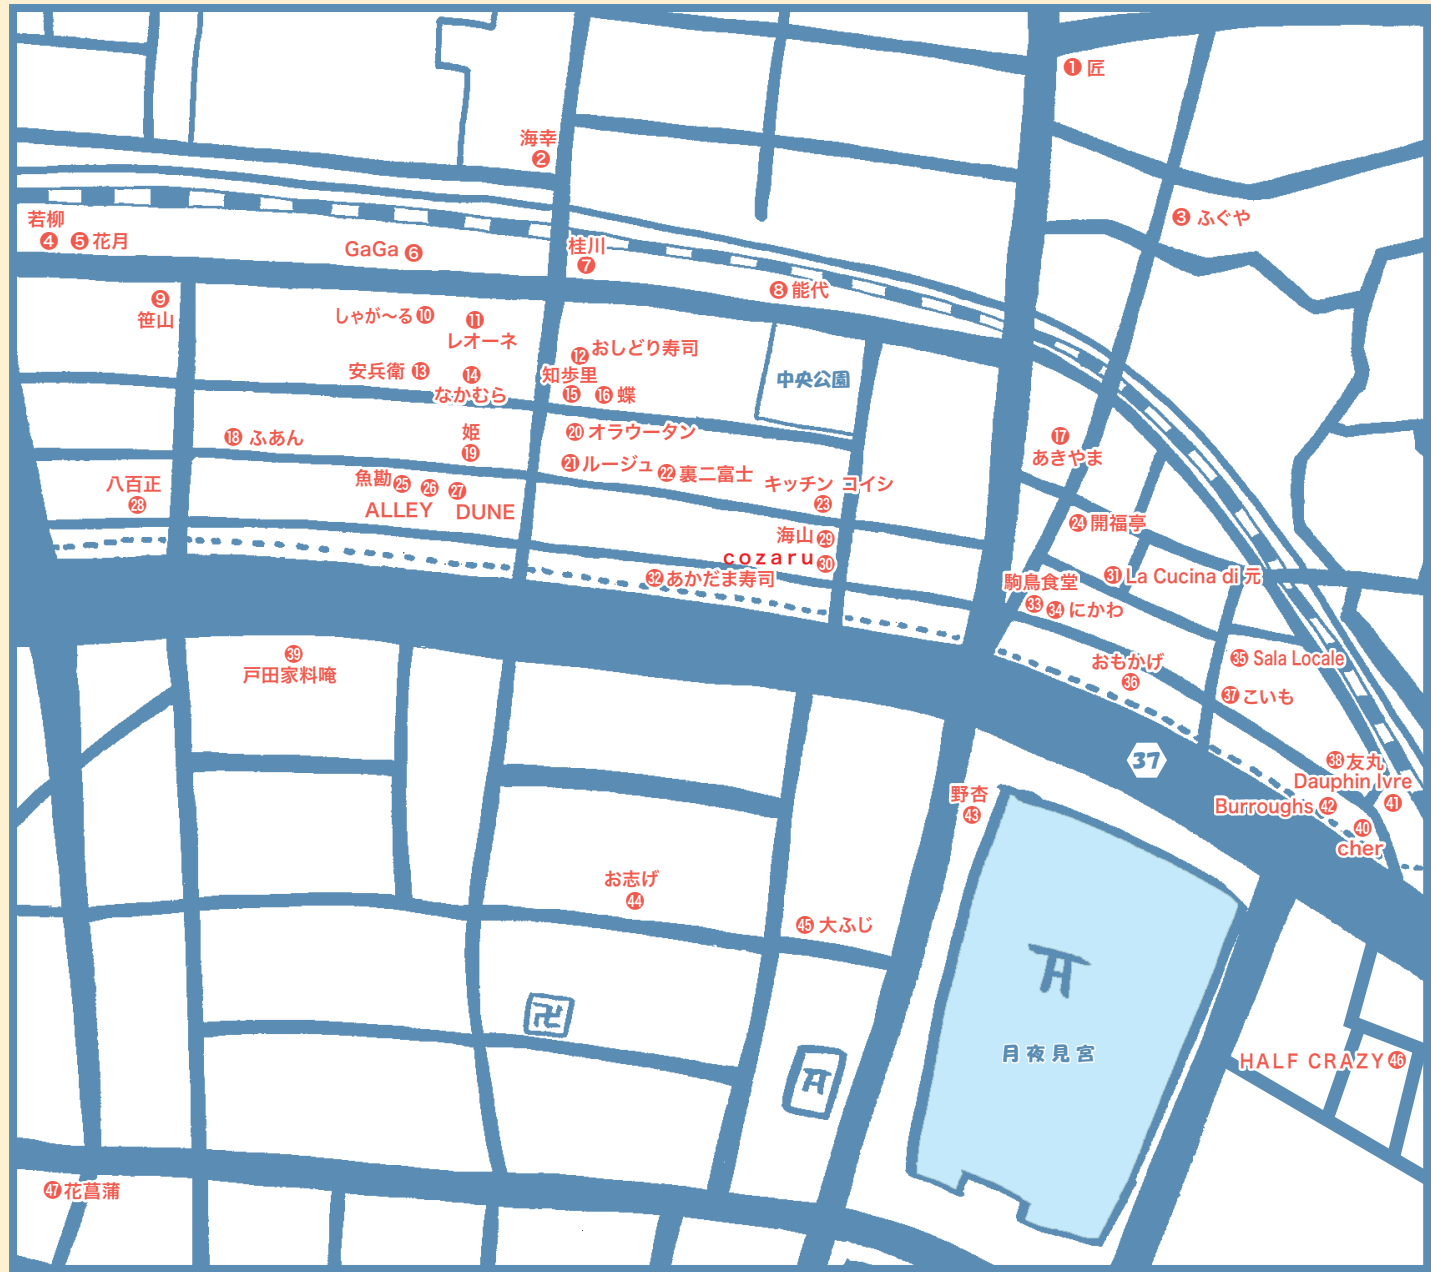 ❶ 匠
海幸
❷
❸ ふぐや
若柳
❹ ❺ 花月
GaGa ❻
桂川
❼
❽ 能代
❾
笹山
しゃが〜る ❿
⓫
レオーネ
⓬ おしどり寿司
安兵衛 ⓭
⓮
なかむら
知歩里
⓯ ⓰ 蝶
中央公園
⓱
あきやま
⓲ ふあん
姫
⓳
⓴ オラウータン
㉑ ルージュ
㉒ 裏二富士
キッチン コイシ
㉓
㉔ 開福亭
魚勘 ㉕ ㉖ ㉗
ALLEY DUNE
八百正
㉘
海山 ㉙
cozaru ㉚
㉛ La Cucina di 元
㉜ あかだま寿司
駒鳥食堂
㉝ ㉞ にかわ
㉟ Sala Locale
おもかげ
㊱
㊲ こいも
㊴
戸田家料唵
37
㊳ 友丸
Dauphin Ivre
㊶
Burroughs ㊷
㊵
cher
野杏
㊸
お志げ
㊹
㊺ 大ふじ
卍
月夜見宮
HALF CRAZY ㊻
㊼ 花菖蒲